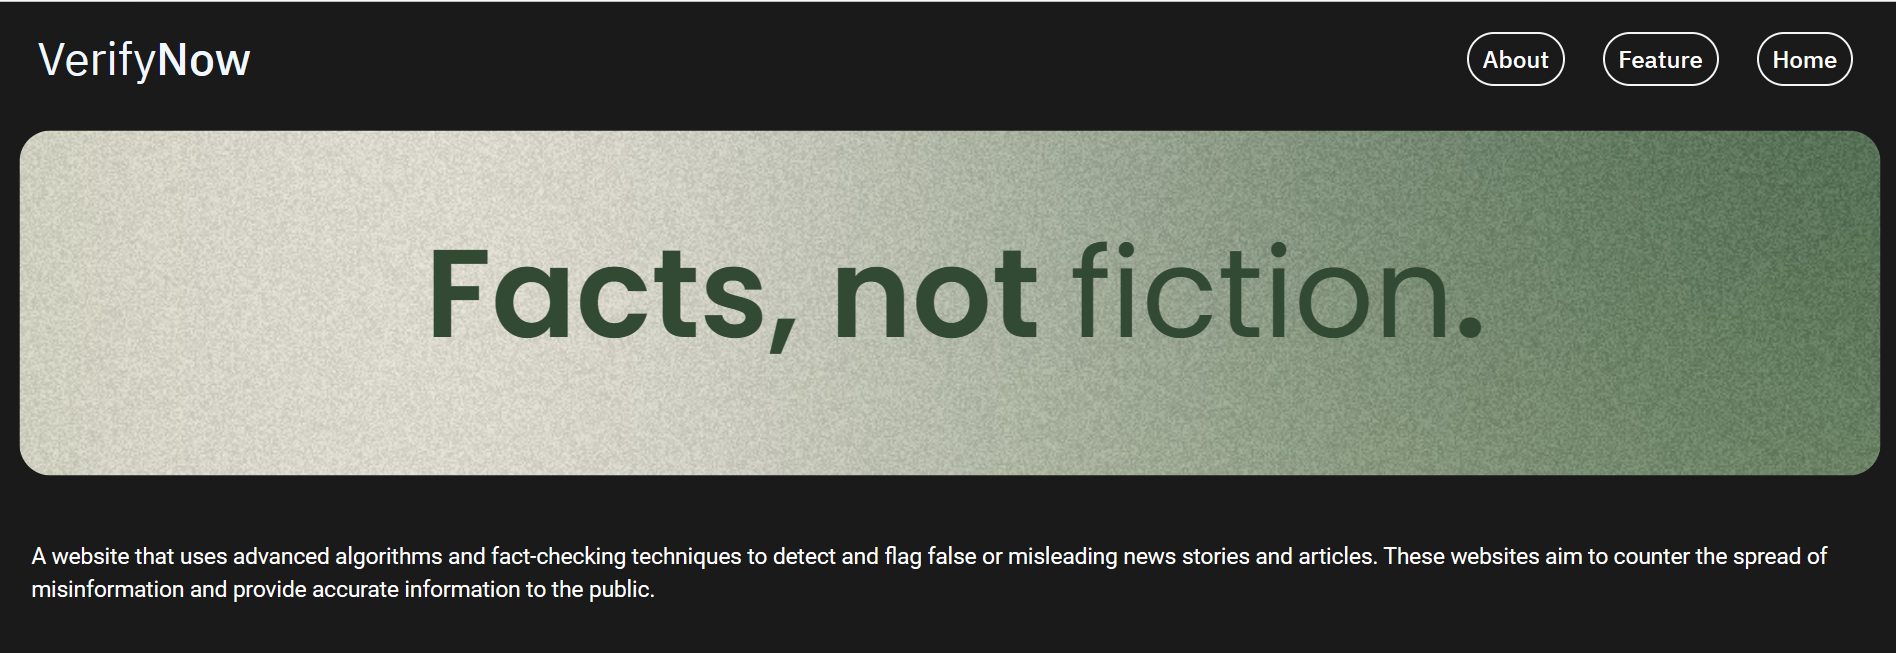 VerifyNow
About
Feature
Home
Facts, not fiction.
A website that uses advanced algorithms and fact-checking techniques to detect and flag false or misleading news stories and articles. These websites aim to counter the spread of
misinformation and provide accurate information to the public.